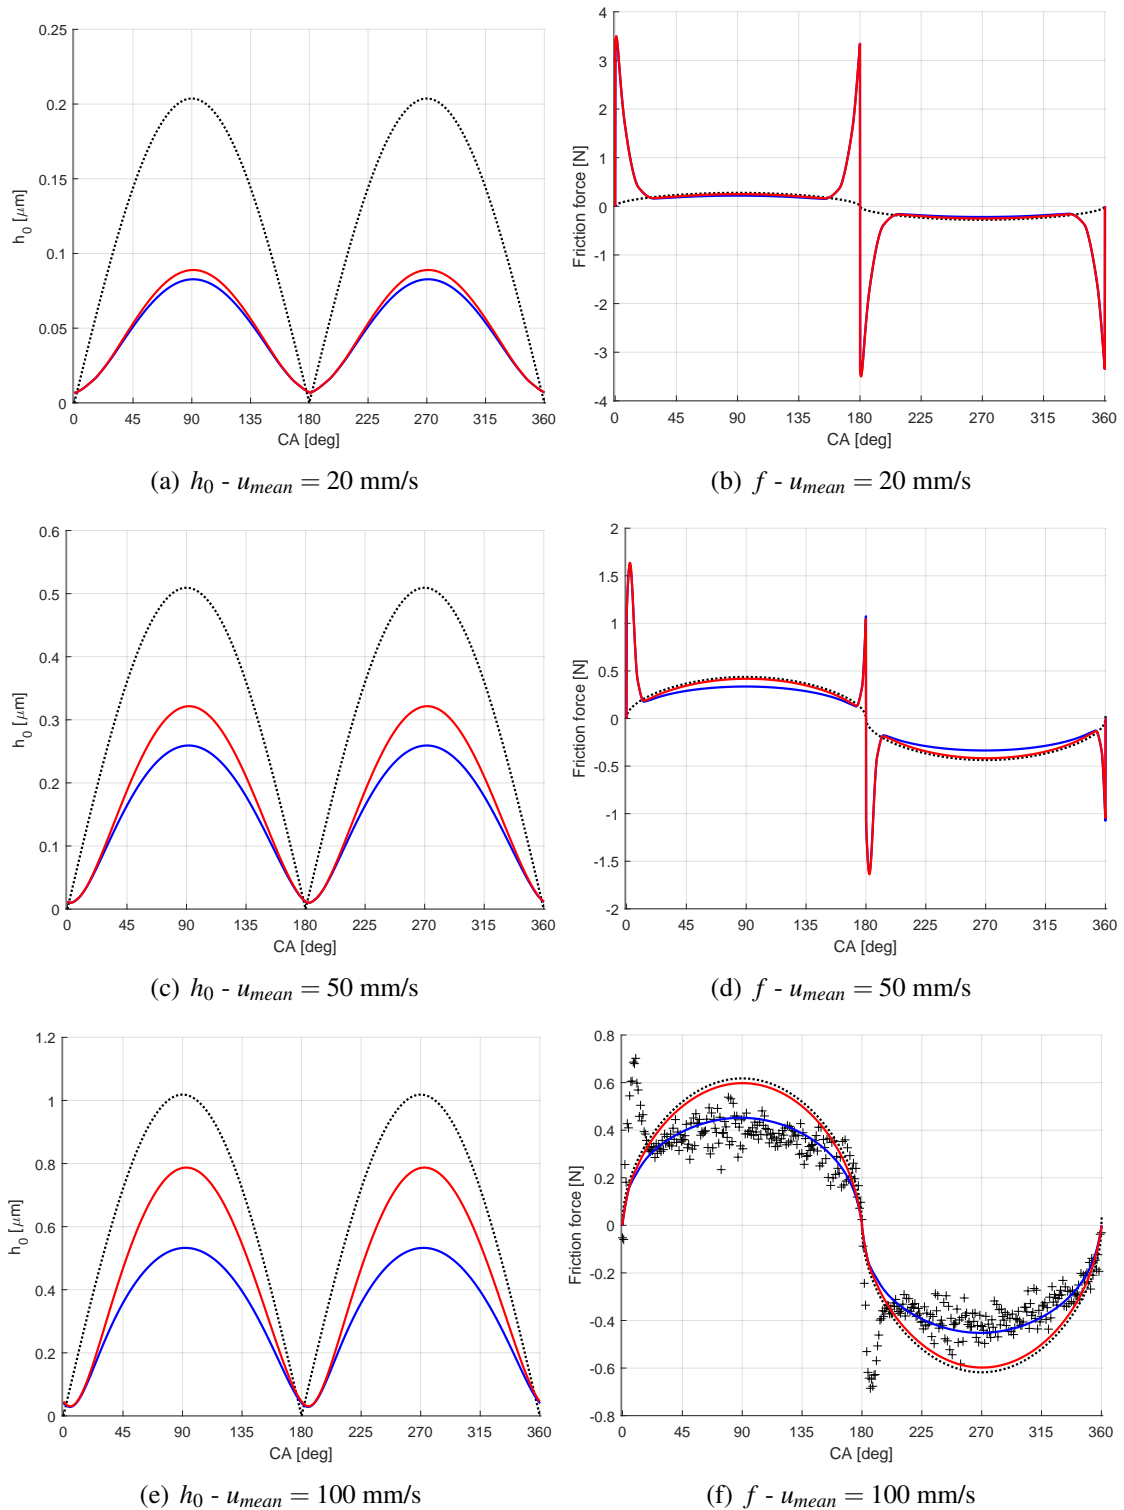 0.25
0.2
0.15
0.1
0.05
0
h0 [μm]
0 45 90 135 180 225 270 315 360
CA [deg]
(a) h0 - umean = 20 mm/s
4
3
2
1
0
-1
-2
-3
-4
Friction force [N]
0 45 90 135 180 225 270 315 360
CA [deg]
(b) f - umean = 20 mm/s
0.6
0.5
0.4
0.3
0.2
0.1
0
h0 [μm]
0 45 90 135 180 225 270 315 360
CA [deg]
(c) h0 - umean = 50 mm/s
2
1.5
1
0.5
0
-0.5
-1
-1.5
-2
Friction force [N]
0 45 90 135 180 225 270 315 360
CA [deg]
(d) f - umean = 50 mm/s
1.2
1
0.8
0.6
0.4
0.2
0
h0 [μm]
0 45 90 135 180 225 270 315 360
CA [deg]
(e) h0 - umean = 100 mm/s
0.8
0.6
0.4
0.2
0
-0.2
-0.4
-0.6
-0.8
Friction force [N]
0 45 90 135 180 225 270 315 360
CA [deg]
(f) f - umean = 100 mm/s